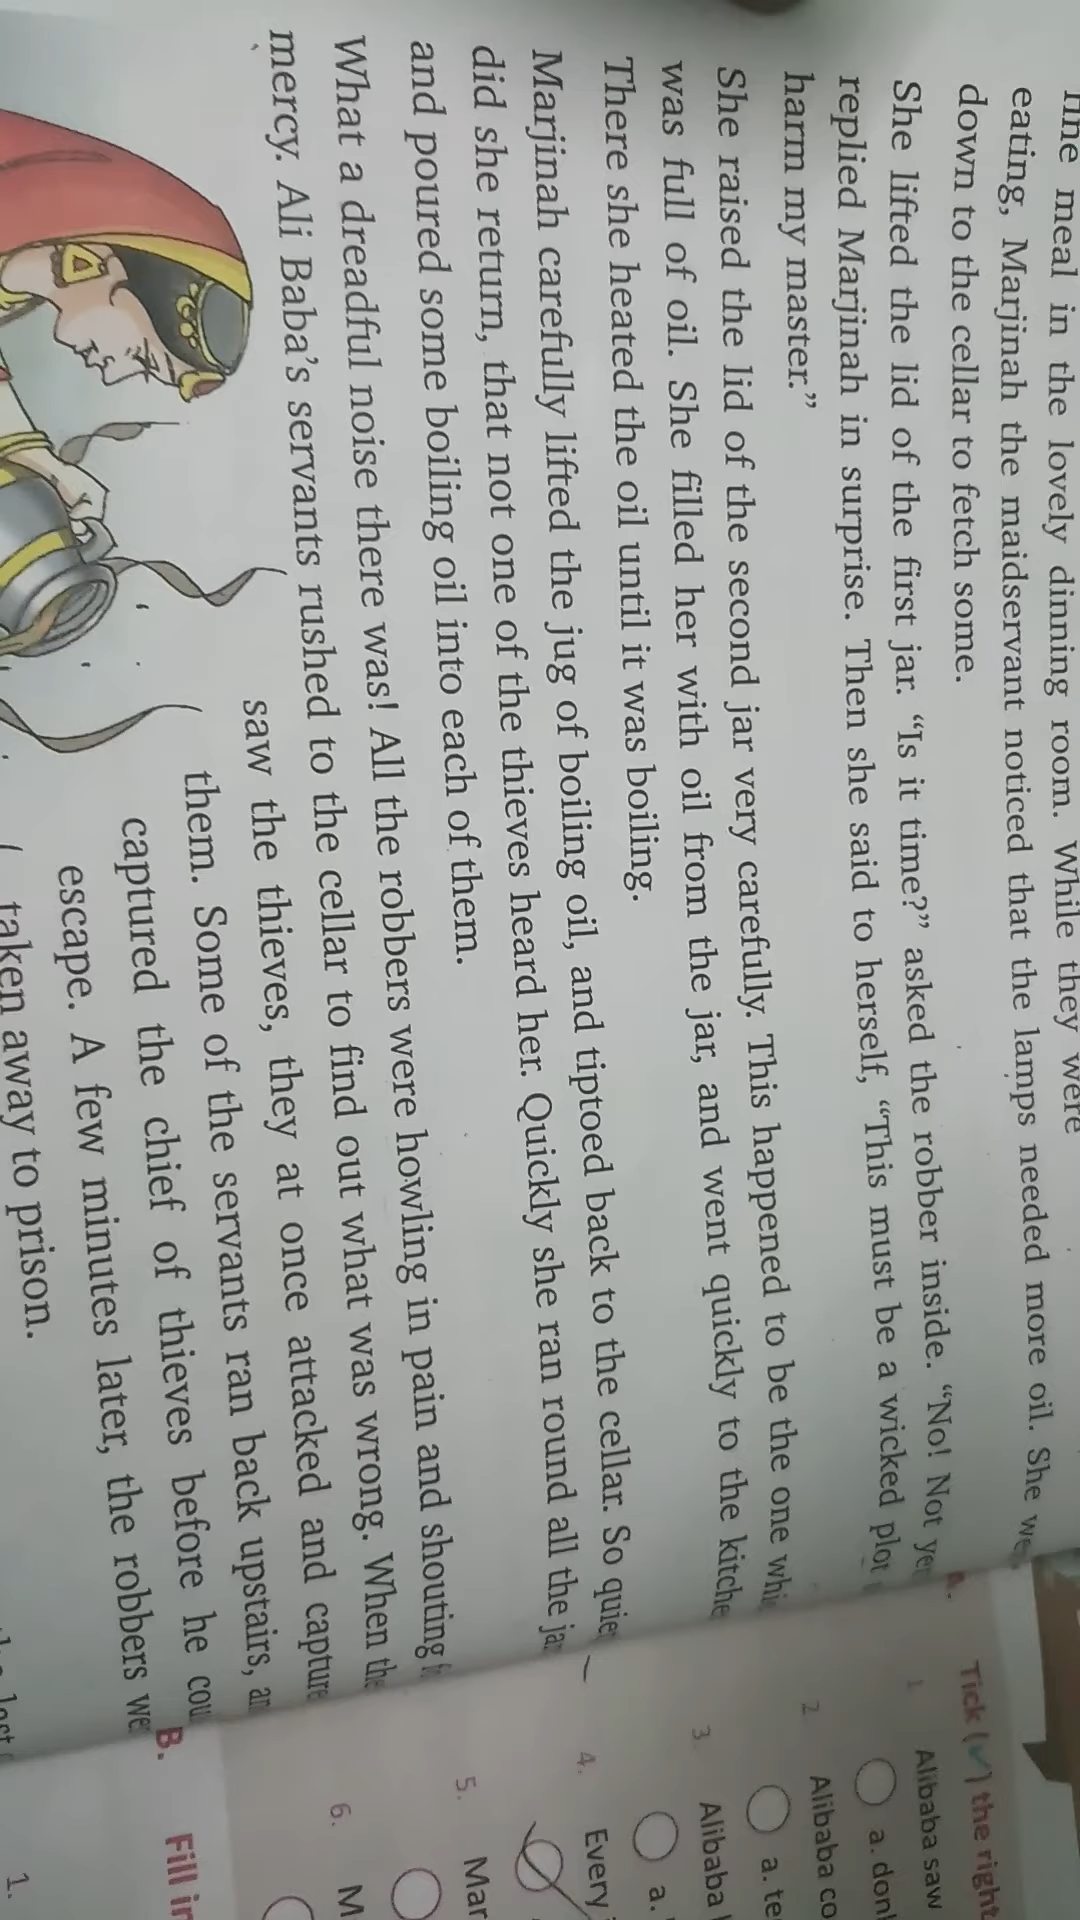 meal in the lovely dinning room. While they were
eating, Marjinah the maidservant noticed that the lamps needed more oil. She
down to the cellar to fetch some.
She lifted the lid of the first jar. “Is it time?” asked the robber inside. “No! Not
replied Marjinah in surprise. Then she said to herself, “This must be a wicked plot
harm my master.”
She raised the lid of the second jar very carefully. This happened to be the one
was full of oil. She filled her with oil from the jar, and went quickly to the
There she heated the oil until it was boiling.
Marjinah carefully lifted the jug of boiling oil, and tiptoed back to the cellar. So
did she return, that not one of the thieves heard her. Quickly she ran round all the
and poured some boiling oil into each of them.
What a dreadful noise there was! All the robbers were howling in pain and shouting
mercy. Ali Baba’s servants rushed to the cellar to find out what was wrong. When
saw the thieves, they at once attacked and
them. Some of the servants ran back upstairs,
captured the chief of thieves before he
escape. A few minutes later, the robbers
taken away to prison.
A. Tick (✓) the right
1. Alibaba saw
a.
2 Alibaba
a.
3. Alibaba
a.
4. Every
5.
6.
B. Fill
1.